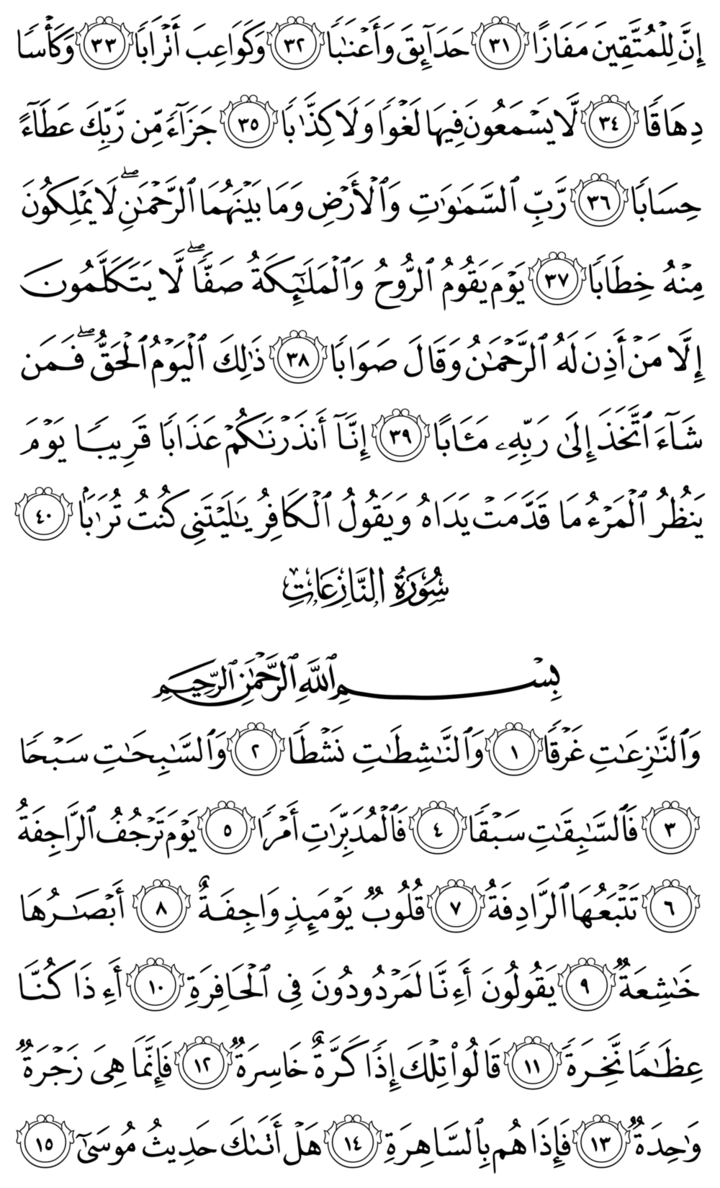 إِنَّ لِلْمُتَّقِينَ مَفَازًا ٣١ حَدَآئِقَ وَأَعْنَٰبًا ٣٢ وَكَوَاعِبَ أَتْرَابًا ٣٣ وَكَأْسًا
دِهَاقًا ٣٤ لَّا يَسْمَعُونَ فِيهَا لَغْوًا وَلَا كِذَّٰبًا ٣٥ جَزَآءً مِّن رَّبِّكَ عَطَآءً
حِسَابًا ٣٦ رَّبِّ ٱلسَّمَٰوَٰتِ وَٱلْأَرْضِ وَمَا بَيْنَهُمَا ٱلرَّحْمَٰنِۖ لَا يَمْلِكُونَ
مِنْهُ خِطَابًا ٣٧ يَوْمَ يَقُومُ ٱلرُّوحُ وَٱلْمَلَٰٓئِكَةُ صَفًّاۖ لَّا يَتَكَلَّمُونَ
إِلَّا مَنْ أَذِنَ لَهُ ٱلرَّحْمَٰنُ وَقَالَ صَوَابًا ٣٨ ذَٰلِكَ ٱلْيَوْمُ ٱلْحَقُّۖ فَمَن
شَآءَ ٱتَّخَذَ إِلَىٰ رَبِّهِۦ مَـَٔابًا ٣٩ إِنَّآ أَنذَرْنَٰكُمْ عَذَابًا قَرِيبًا يَوْمَ
يَنظُرُ ٱلْمَرْءُ مَا قَدَّمَتْ يَدَاهُ وَيَقُولُ ٱلْكَافِرُ يَٰلَيْتَنِى كُنتُ تُرَٰبًۢا ٤٠
سُورَةُ النَّازِعَاتِ
بِسْمِ ٱللَّهِ ٱلرَّحْمَٰنِ ٱلرَّحِيمِ
وَٱلنَّٰزِعَٰتِ غَرْقًا ١ وَٱلنَّٰشِطَٰتِ نَشْطًا ٢ وَٱلسَّٰبِحَٰتِ سَبْحًا
٣ فَٱلسَّٰبِقَٰتِ سَبْقًا ٤ فَٱلْمُدَبِّرَٰتِ أَمْرًا ٥ يَوْمَ تَرْجُفُ ٱلرَّاجِفَةُ
٦ تَتْبَعُهَا ٱلرَّادِفَةُ ٧ قُلُوبٌ يَوْمَئِذٍ وَاجِفَةٌ ٨ أَبْصَٰرُهَا
خَٰشِعَةٌ ٩ يَقُولُونَ أَءِنَّا لَمَرْدُودُونَ فِى ٱلْحَافِرَةِ ١٠ أَءِذَا كُنَّا
عِظَٰمًا نَّخِرَةً ١١ قَالُوا۟ تِلْكَ إِذًا كَرَّةٌ خَاسِرَةٌ ١٢ فَإِنَّمَا هِىَ زَجْرَةٌ
وَٰحِدَةٌ ١٣ فَإِذَا هُم بِٱلسَّاهِرَةِ ١٤ هَلْ أَتَىٰكَ حَدِيثُ مُوسَىٰٓ ١٥